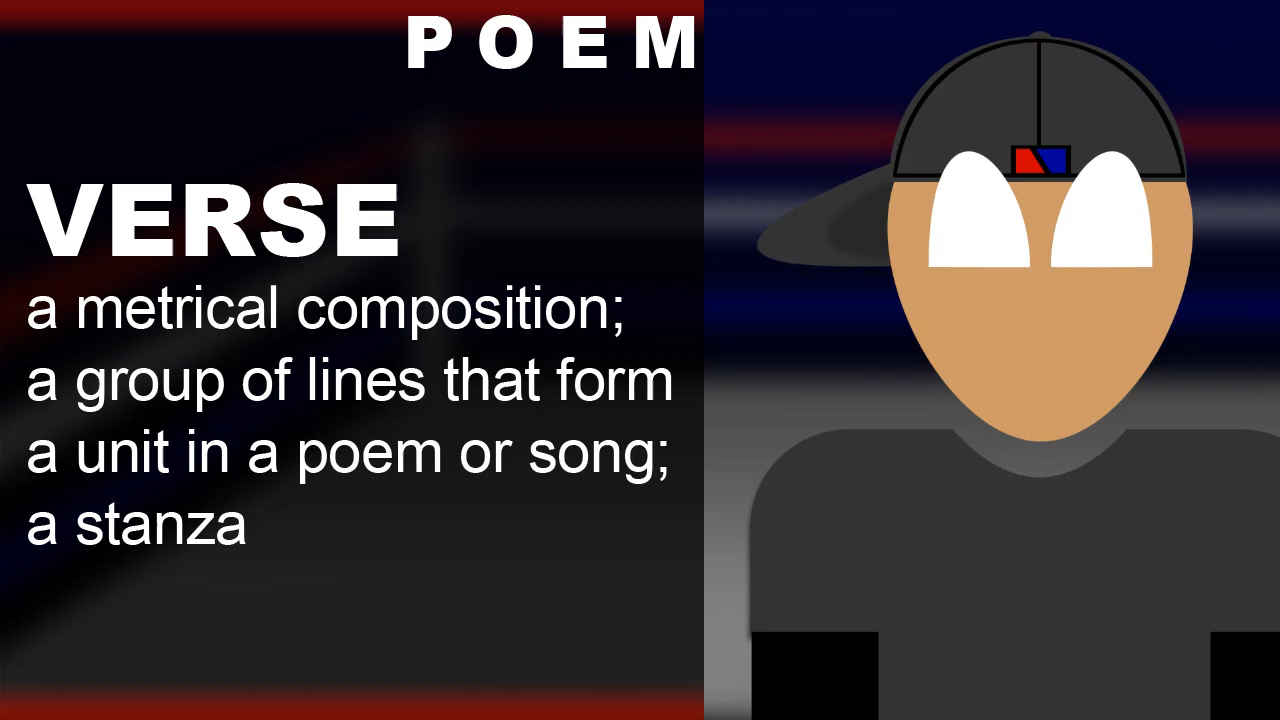 P O E M
VERSE
a metrical composition;
a group of lines that form
a unit in a poem or song;
a stanza